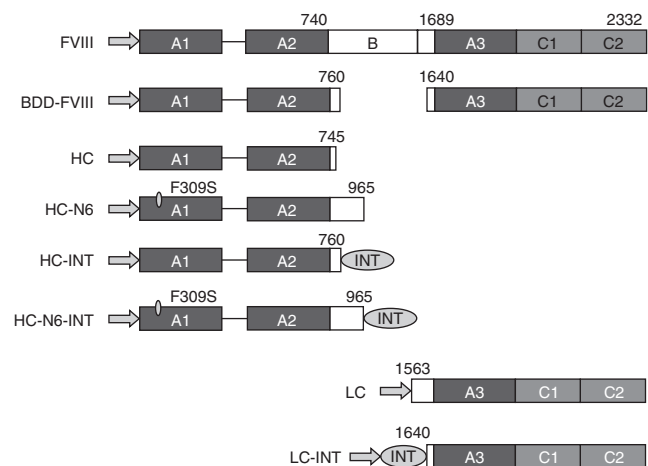 740 1689 2332
FVIII A1 A2 B A3 C1 C2
760 1640
BDD-FVIII A1 A2 A3 C1 C2
745
HC A1 A2
F309S 965
HC-N6 A1 A2
760
HC-INT A1 A2 INT
F309S 965
HC-N6-INT A1 A2 INT
1563
LC A3 C1 C2
1640
LC-INT INT A3 C1 C2